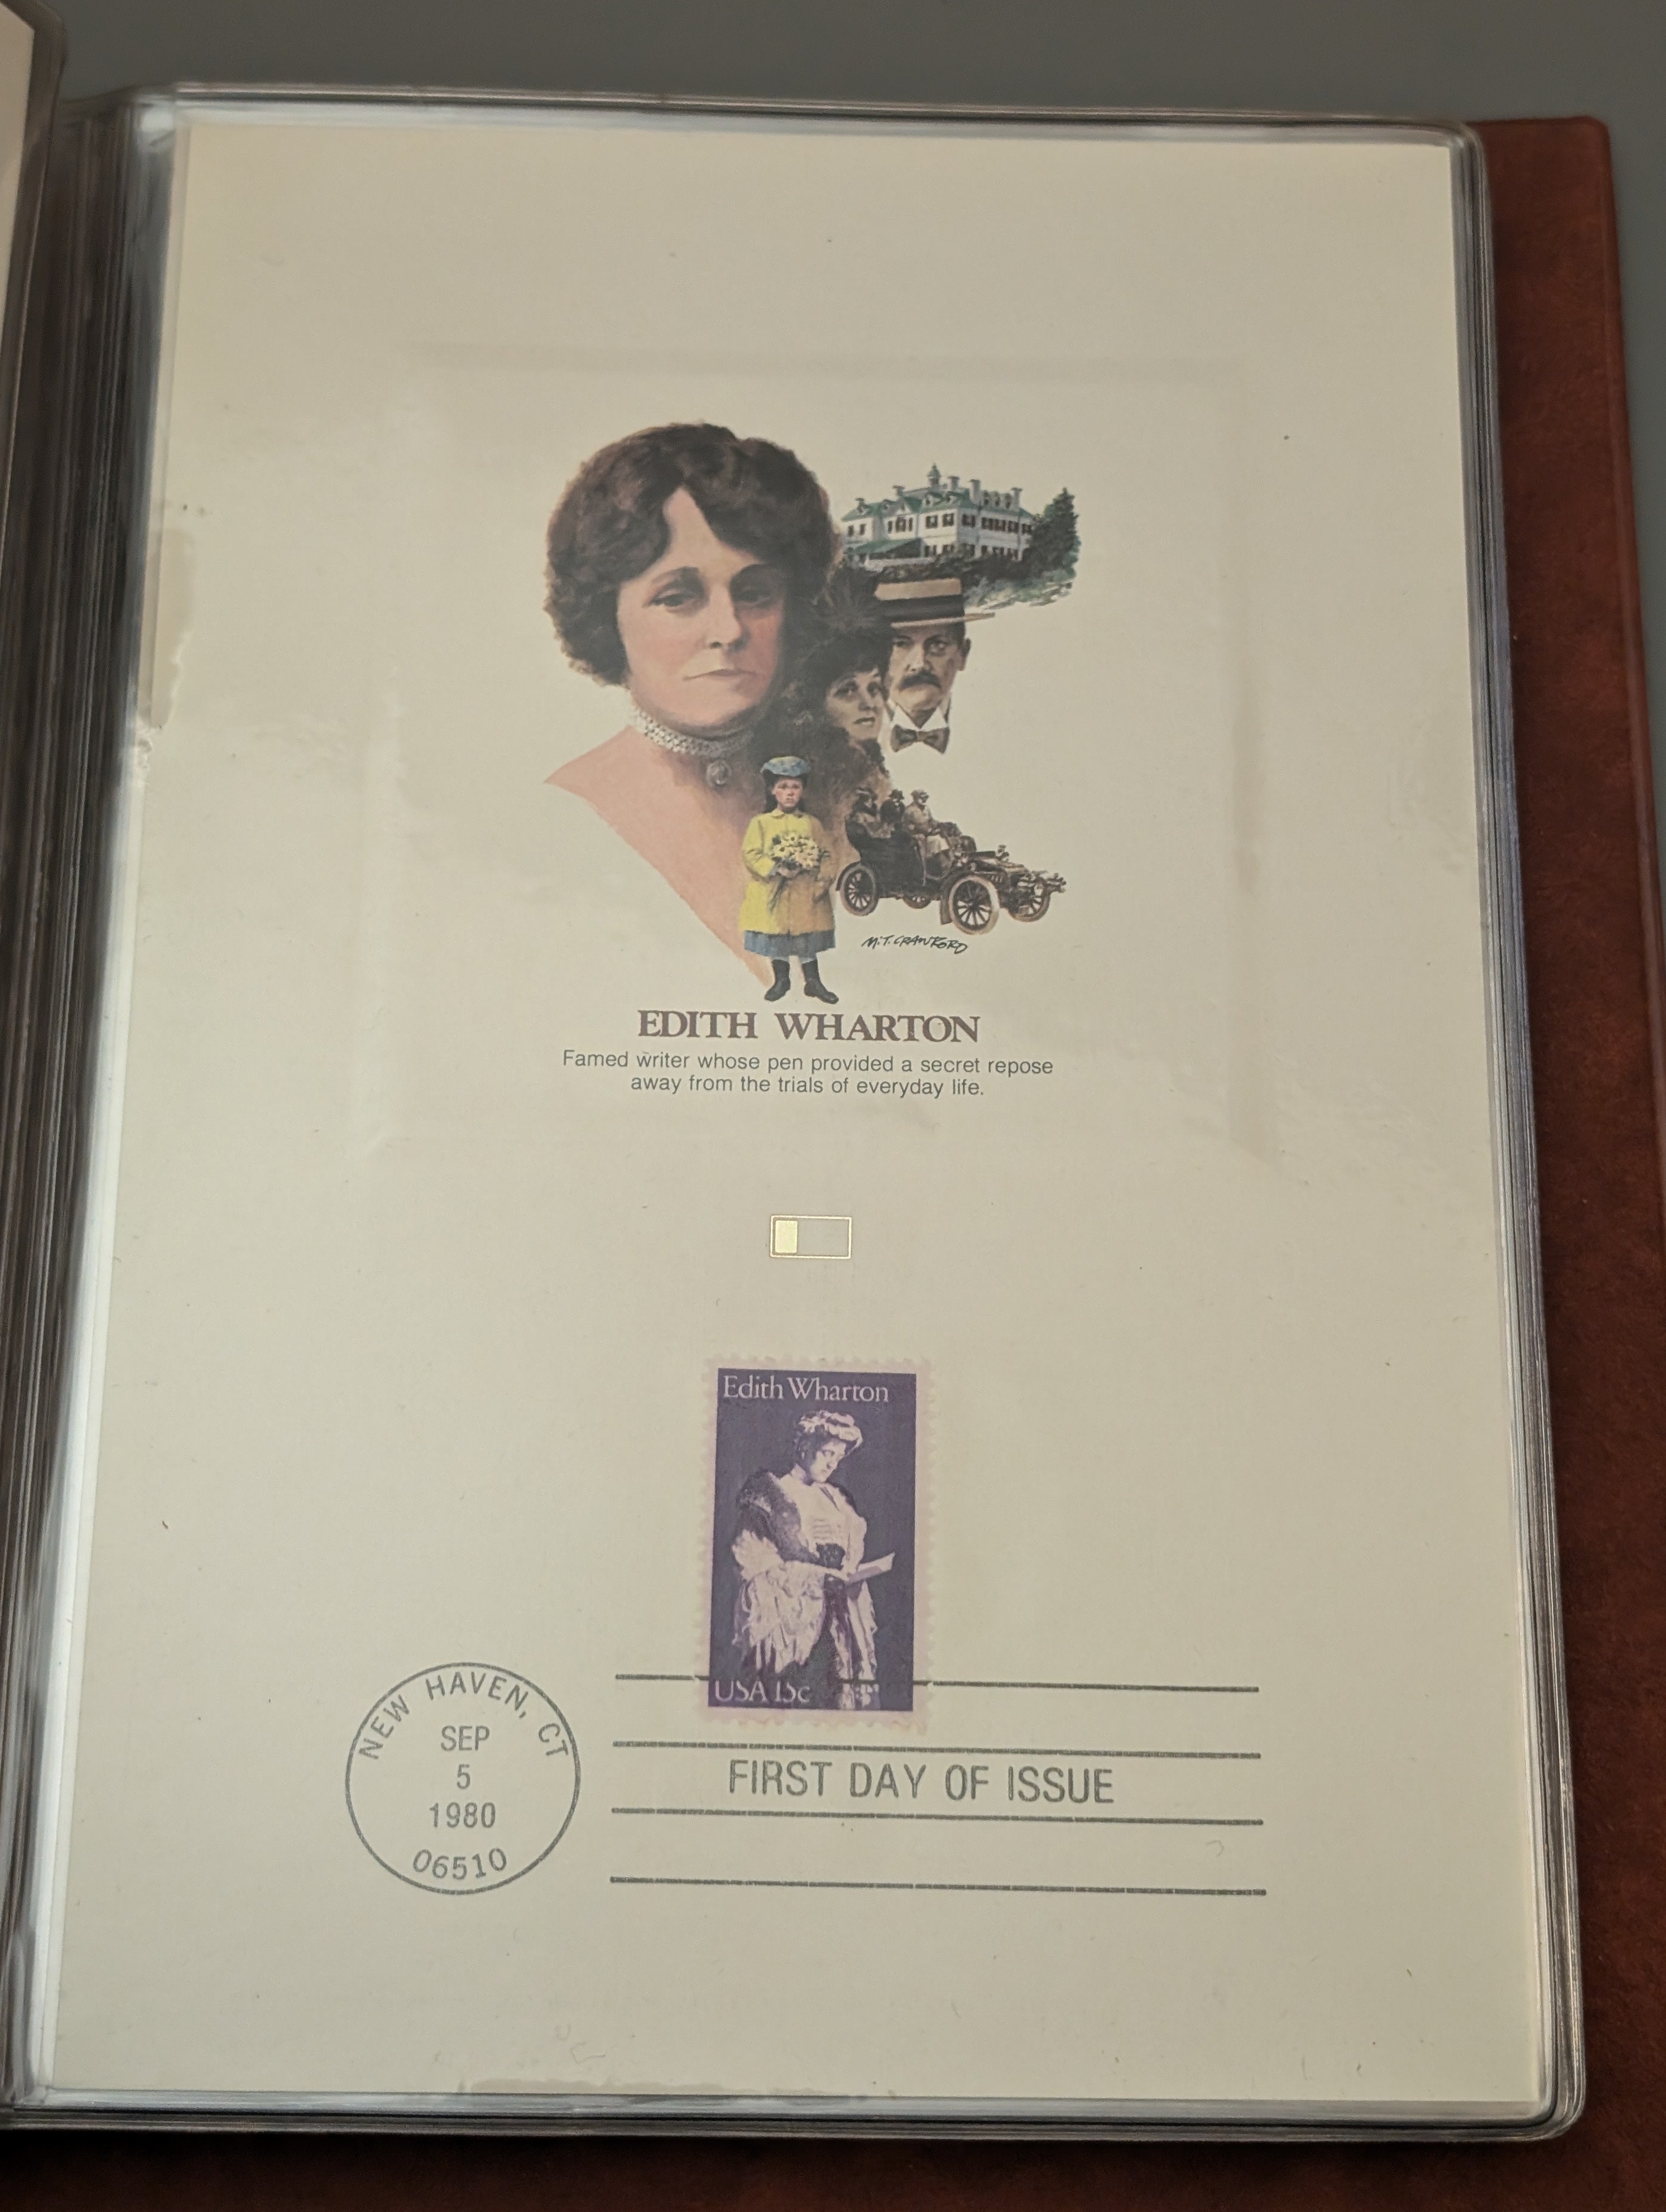 M.T. CRAWFORD
EDITH WHARTON
Famed writer whose pen provided a secret repose
away from the trials of everyday life.
Edith Wharton
USA 15c
NEW HAVEN, CT
SEP
5
1980
06510
FIRST DAY OF ISSUE